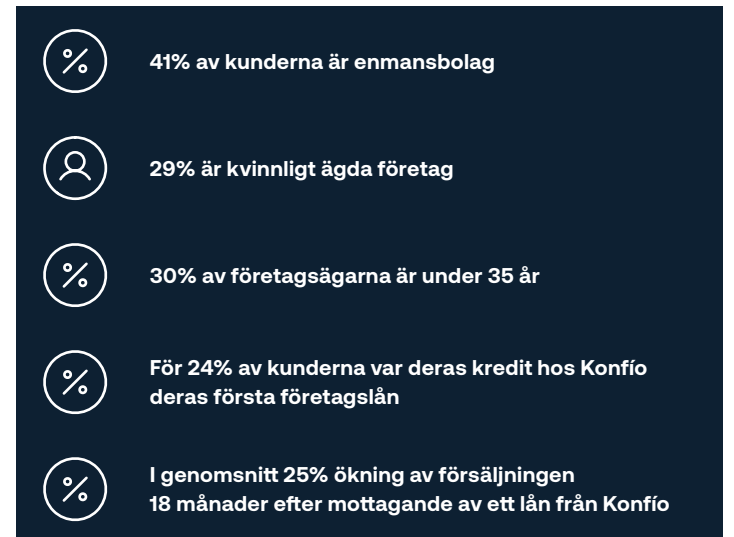 41% av kunderna är enmansbolag
29% är kvinnligt ägda företag
30% av företagsägarna är under 35 år
För 24% av kunderna var deras kredit hos Konfío
deras första företagslån
I genomsnitt 25% ökning av försäljningen
18 månader efter mottagande av ett lån från Konfío